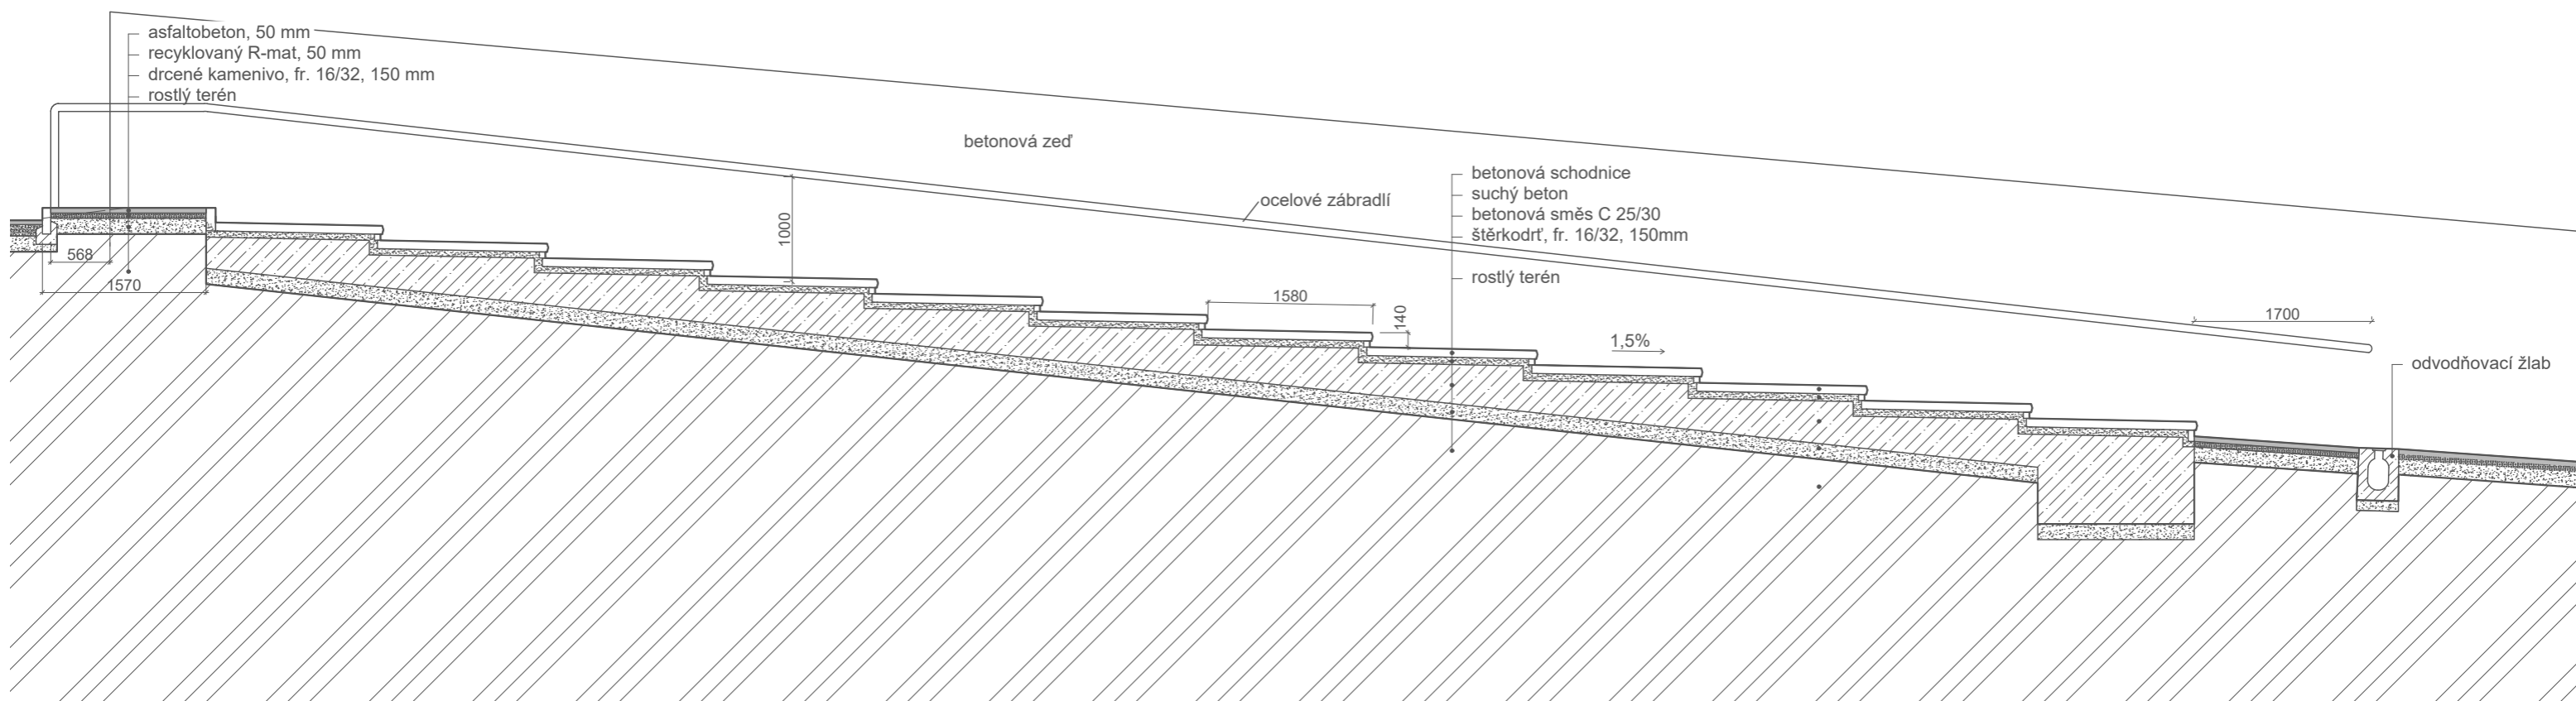 asfaltobeton, 50 mm
recyklovaný R-mat, 50 mm
drcené kamenivo, fr. 16/32, 150 mm
rostlý terén
betonová zeď
betonová schodnice
suchý beton
betonová směs C 25/30
štěrkodrť, fr. 16/32, 150mm
rostlý terén
ocelové zábradlí
1000
568
1570
1580
140
1,5%
1700
odvodňovací žlab